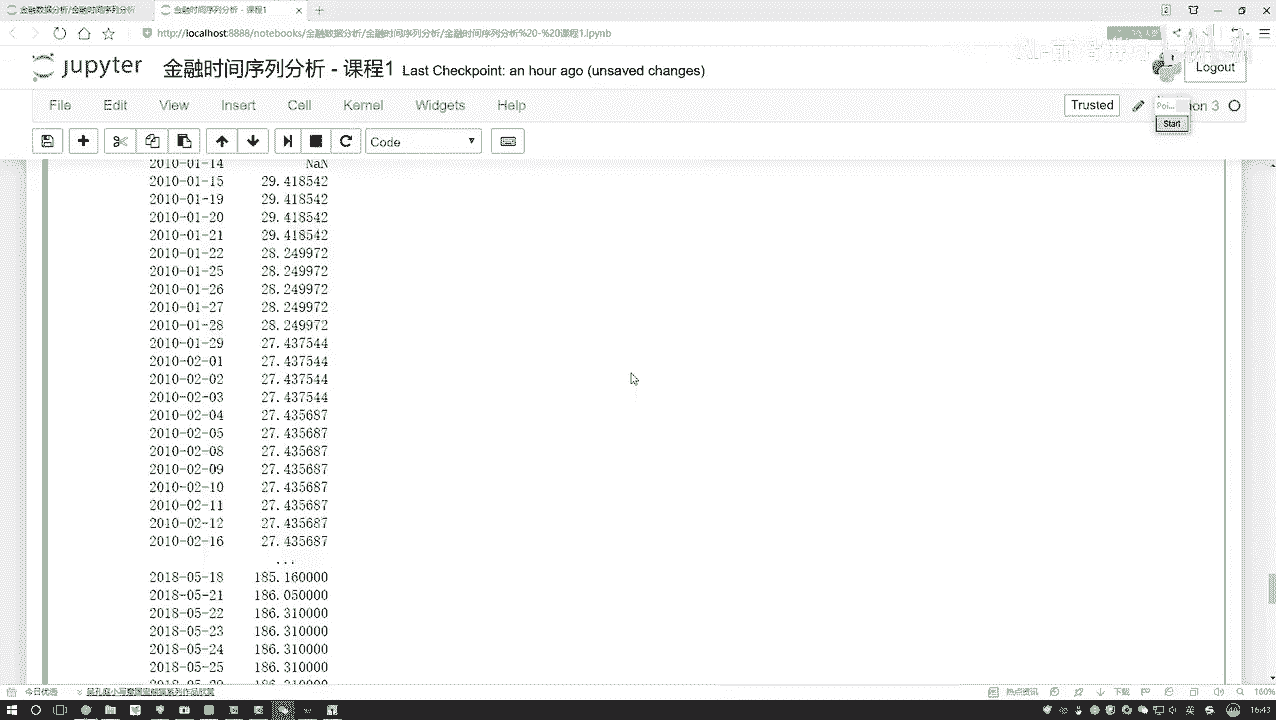 金融数据分析/金融时间序列分析
金融时间序列分析 - 课程1
http://localhost:8888/notebooks/金融数据分析/金融时间序列分析/金融时间序列分析%20-%20课程1.ipynb
jupyter 金融时间序列分析 - 课程1 Last Checkpoint: an hour ago (unsaved changes)
Logout
File Edit View Insert Cell Kernel Widgets Help
Trusted
on 3
Poi...
Start
Code
2010-01-14 NaN
2010-01-15 29.418542
2010-01-19 29.418542
2010-01-20 29.418542
2010-01-21 29.418542
2010-01-22 28.249972
2010-01-25 28.249972
2010-01-26 28.249972
2010-01-27 28.249972
2010-01-28 28.249972
2010-01-29 27.437544
2010-02-01 27.437544
2010-02-02 27.437544
2010-02-03 27.437544
2010-02-04 27.435687
2010-02-05 27.435687
2010-02-08 27.435687
2010-02-09 27.435687
2010-02-10 27.435687
2010-02-11 27.435687
2010-02-12 27.435687
2010-02-16 27.435687
...
2018-05-18 185.160000
2018-05-21 186.050000
2018-05-22 186.310000
2018-05-23 186.310000
2018-05-24 186.310000
2018-05-25 186.310000
今日优选
热点资讯
下载
160%
16:43